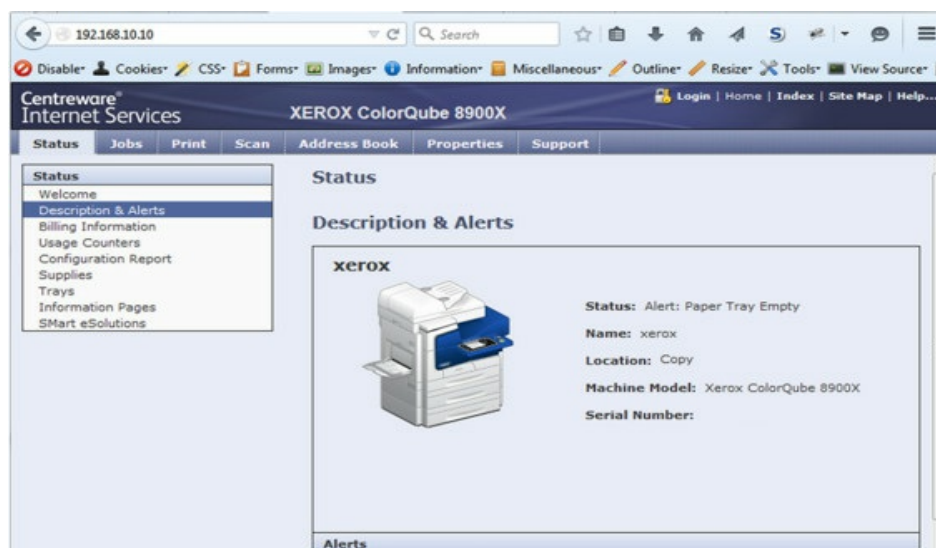 192.168.10.10
Search
Disable Cookies CSS Forms Images Information Miscellaneous Outline Resize Tools View Source
Centreware®
Internet Services
XEROX ColorQube 8900X
Login | Home | Index | Site Map | Help...
Status Jobs Print Scan Address Book Properties Support
Status
Welcome
Description & Alerts
Billing Information
Usage Counters
Configuration Report
Supplies
Trays
Information Pages
SMart eSolutions
Status
Description & Alerts
xerox
Status: Alert: Paper Tray Empty
Name: xerox
Location: Copy
Machine Model: Xerox ColorQube 8900X
Serial Number:
Alerts